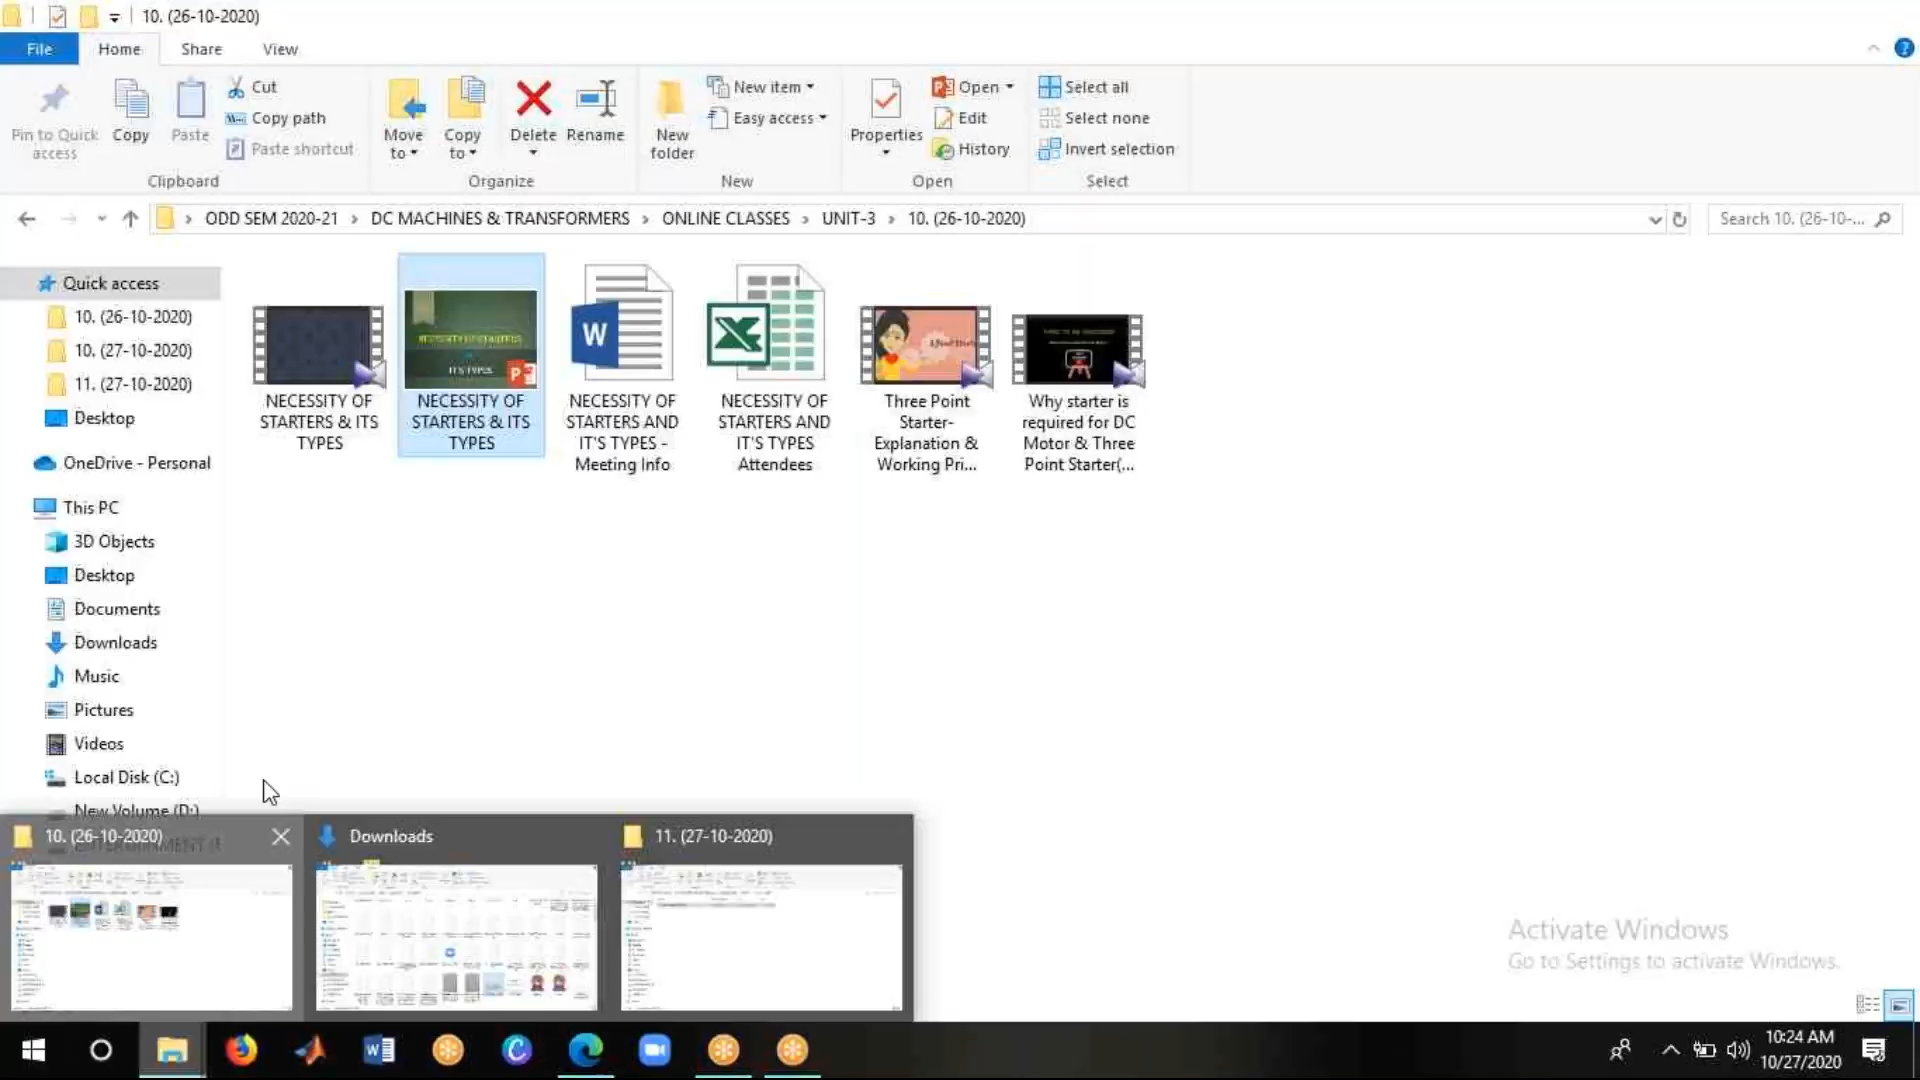 10. (26-10-2020)
File Home Share View
Pin to Quick access
Copy
Paste
Cut
Copy path
Paste shortcut
Clipboard
Move to
Copy to
Delete
Rename
Organize
New folder
New item
Easy access
New
Properties
Open
Edit
History
Open
Select all
Select none
Invert selection
Select
ODD SEM 2020-21 › DC MACHINES & TRANSFORMERS › ONLINE CLASSES › UNIT-3 › 10. (26-10-2020)
Search 10. (26-10-...
Quick access
10. (26-10-2020)
10. (27-10-2020)
11. (27-10-2020)
Desktop
OneDrive - Personal
This PC
3D Objects
Desktop
Documents
Downloads
Music
Pictures
Videos
Local Disk (C:)
New Volume (D:)
NECESSITY OF
STARTERS & ITS
TYPES
NECESSITY OF STARTERS
IT'S TYPES
NECESSITY OF
STARTERS & ITS
TYPES
NECESSITY OF
STARTERS AND
IT'S TYPES -
Meeting Info
NECESSITY OF
STARTERS AND
IT'S TYPES
Attendees
Three Point
Starter-
Explanation &
Working Pri...
Why starter is
required for DC
Motor & Three
Point Starter(...
10. (26-10-2020)
Downloads
11. (27-10-2020)
Activate Windows
Go to Settings to activate Windows.
10:24 AM
10/27/2020